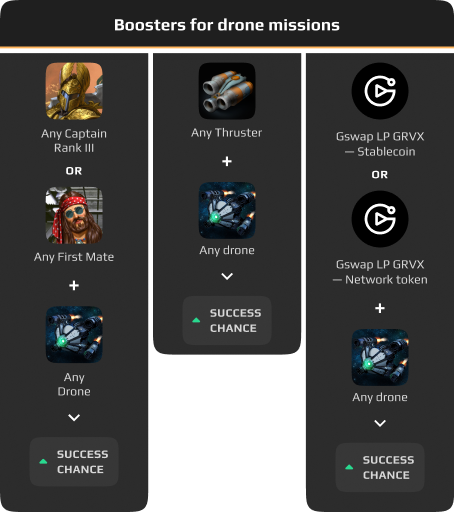 Boosters for drone missions
Any Captain
Rank III
OR
Any First Mate
+
Any
Drone
SUCCESS
CHANCE
Any Thruster
+
Any drone
SUCCESS
CHANCE
Gswap LP GRVX
— Stablecoin
OR
Gswap LP GRVX
— Network token
+
Any drone
SUCCESS
CHANCE